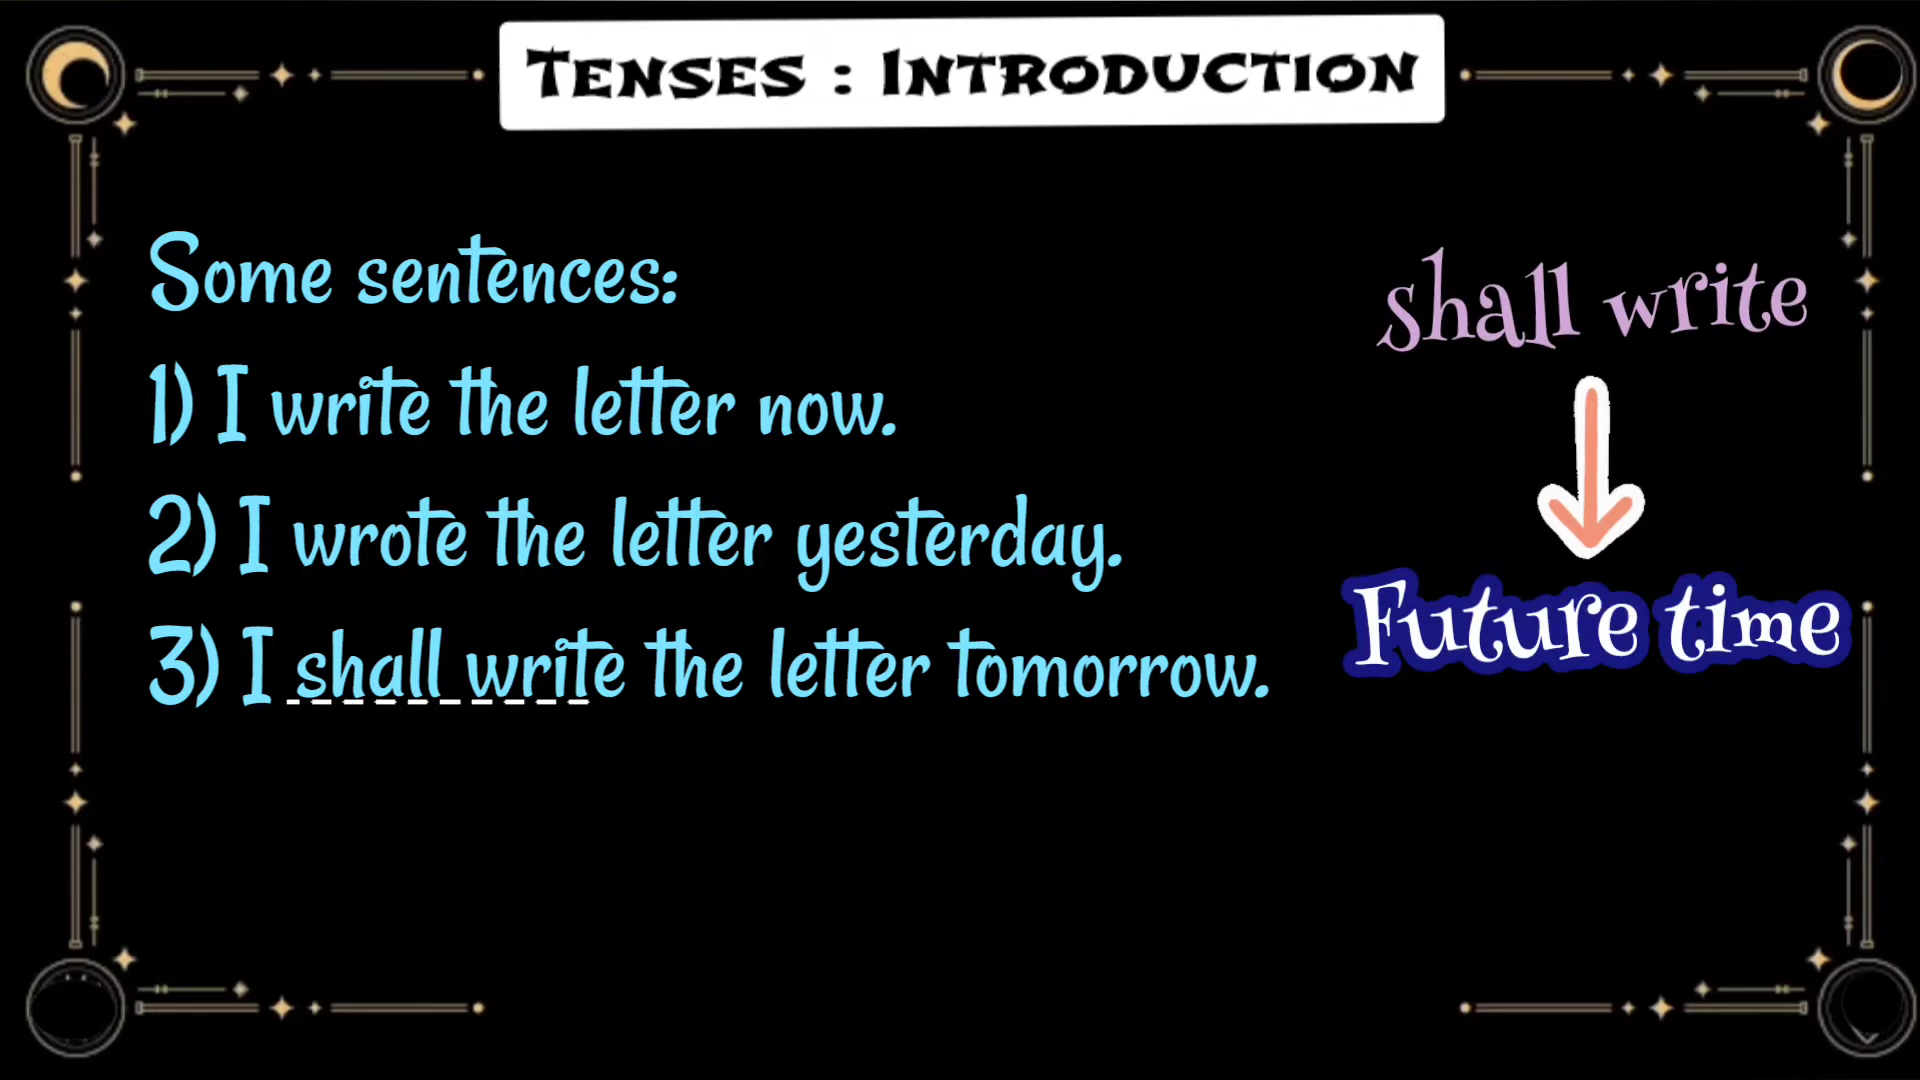 TENSES : INTRODUCTION
Some sentences:
1) I write the letter now.
2) I wrote the letter yesterday.
3) I shall write the letter tomorrow.
shall write
Future time